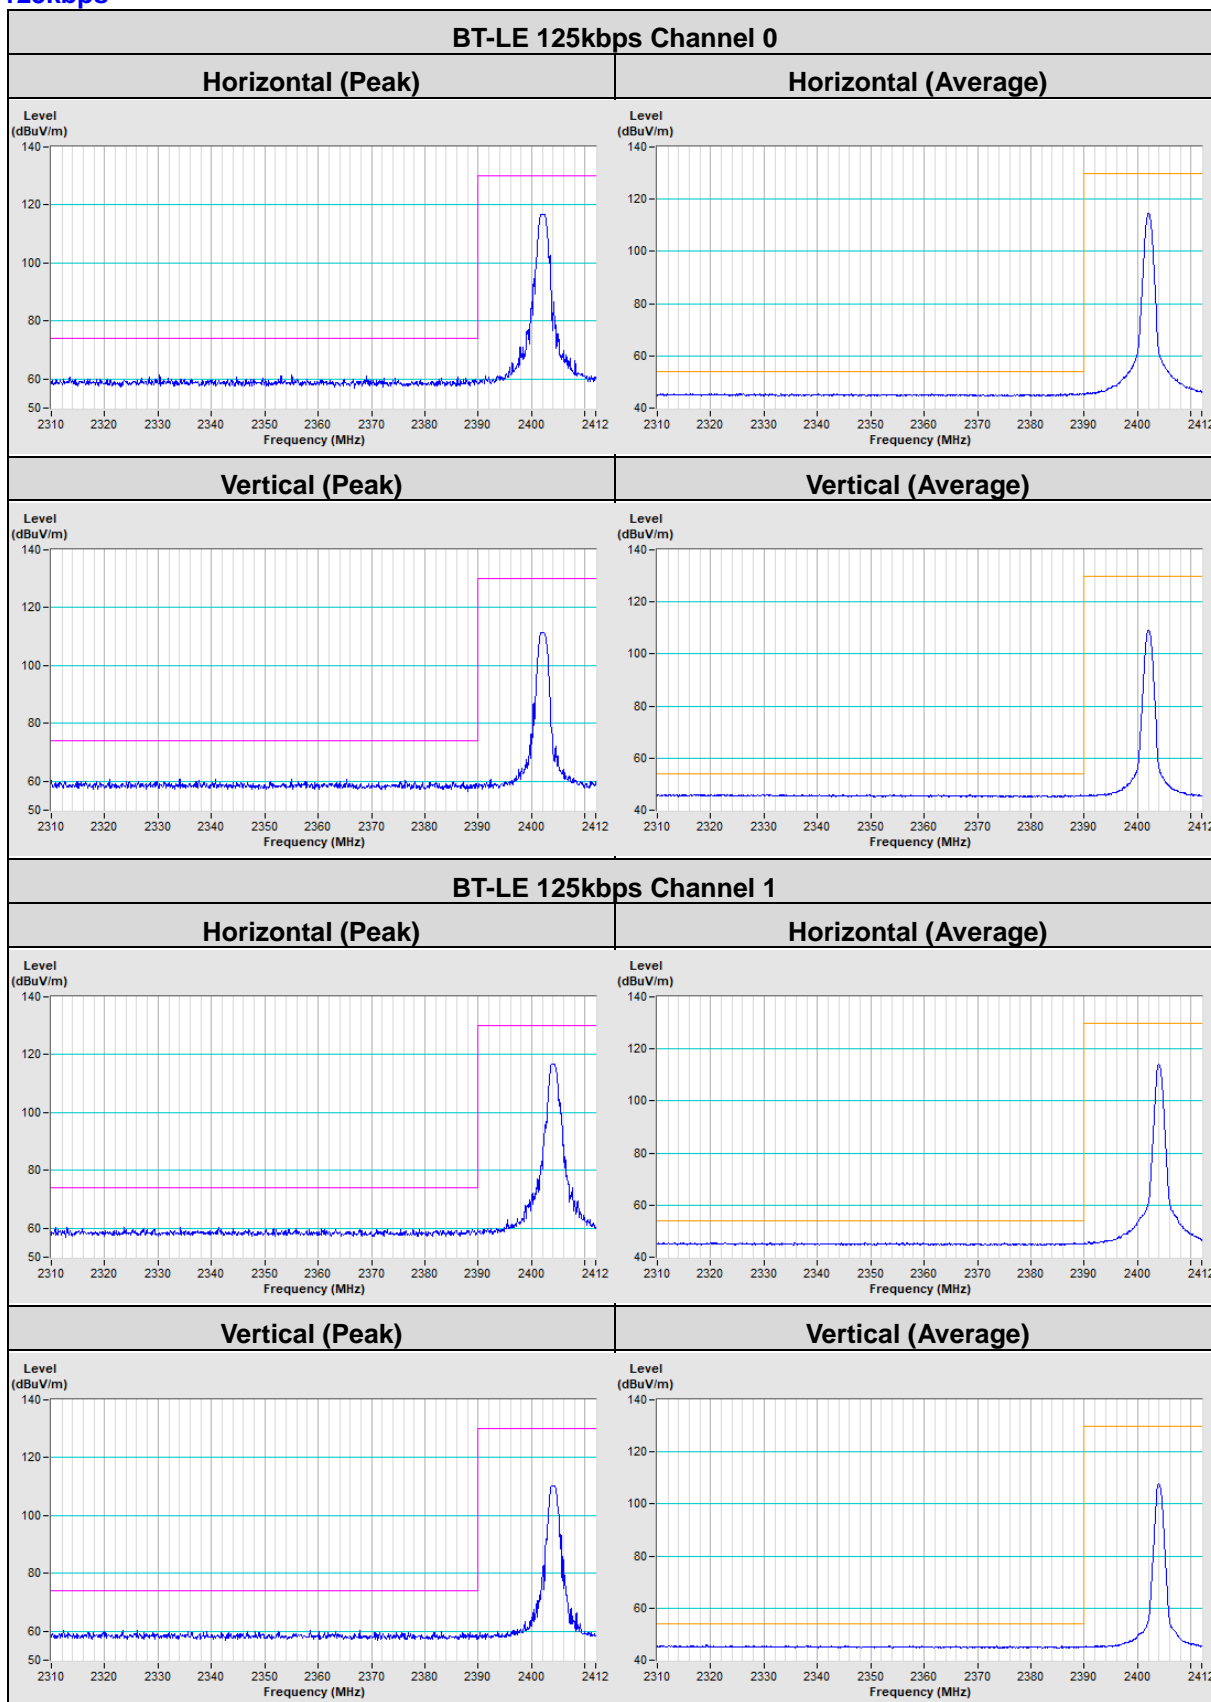 125kbps
BT-LE 125kbps Channel 0
Horizontal (Peak)
Horizontal (Average)
Level
(dBuV/m)
140
120
100
80
60
50
2310 2320 2330 2340 2350 2360 2370 2380 2390 2400 2412
Frequency (MHz)
Level
(dBuV/m)
140
120
100
80
60
40
2310 2320 2330 2340 2350 2360 2370 2380 2390 2400 2412
Frequency (MHz)
Vertical (Peak)
Vertical (Average)
Level
(dBuV/m)
140
120
100
80
60
50
2310 2320 2330 2340 2350 2360 2370 2380 2390 2400 2412
Frequency (MHz)
Level
(dBuV/m)
140
120
100
80
60
40
2310 2320 2330 2340 2350 2360 2370 2380 2390 2400 2412
Frequency (MHz)
BT-LE 125kbps Channel 1
Horizontal (Peak)
Horizontal (Average)
Level
(dBuV/m)
140
120
100
80
60
50
2310 2320 2330 2340 2350 2360 2370 2380 2390 2400 2412
Frequency (MHz)
Level
(dBuV/m)
140
120
100
80
60
40
2310 2320 2330 2340 2350 2360 2370 2380 2390 2400 2412
Frequency (MHz)
Vertical (Peak)
Vertical (Average)
Level
(dBuV/m)
140
120
100
80
60
50
2310 2320 2330 2340 2350 2360 2370 2380 2390 2400 2412
Frequency (MHz)
Level
(dBuV/m)
140
120
100
80
60
40
2310 2320 2330 2340 2350 2360 2370 2380 2390 2400 2412
Frequency (MHz)